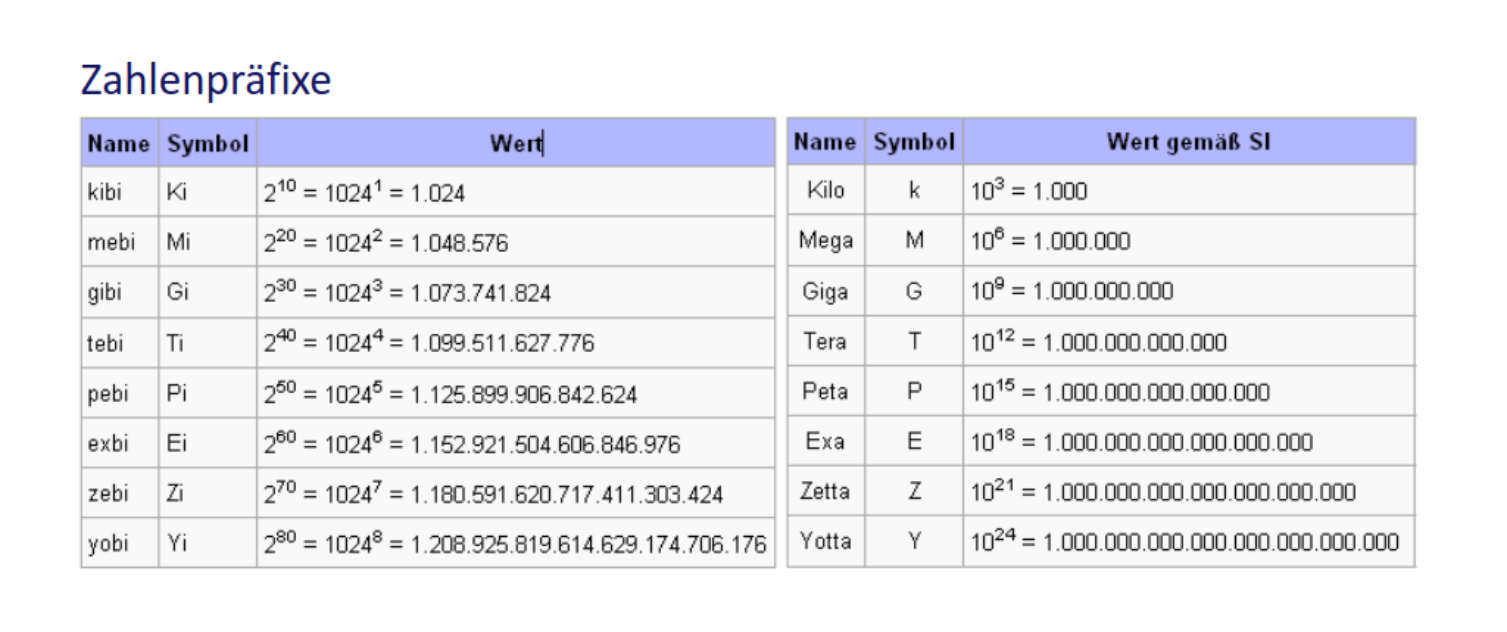 Zahlenpräfixe
Name Symbol Wert Name Symbol Wert gemäß SI
kibi Ki 2^10 = 1024^1 = 1.024 Kilo k 10^3 = 1.000
mebi Mi 2^20 = 1024^2 = 1.048.576 Mega M 10^6 = 1.000.000
gibi Gi 2^30 = 1024^3 = 1.073.741.824 Giga G 10^9 = 1.000.000.000
tebi Ti 2^40 = 1024^4 = 1.099.511.627.776 Tera T 10^12 = 1.000.000.000.000
pebi Pi 2^50 = 1024^5 = 1.125.899.906.842.624 Peta P 10^15 = 1.000.000.000.000.000
exbi Ei 2^60 = 1024^6 = 1.152.921.504.606.846.976 Exa E 10^18 = 1.000.000.000.000.000.000
zebi Zi 2^70 = 1024^7 = 1.180.591.620.717.411.303.424 Zetta Z 10^21 = 1.000.000.000.000.000.000.000
yobi Yi 2^80 = 1024^8 = 1.208.925.819.614.629.174.706.176 Yotta Y 10^24 = 1.000.000.000.000.000.000.000.000